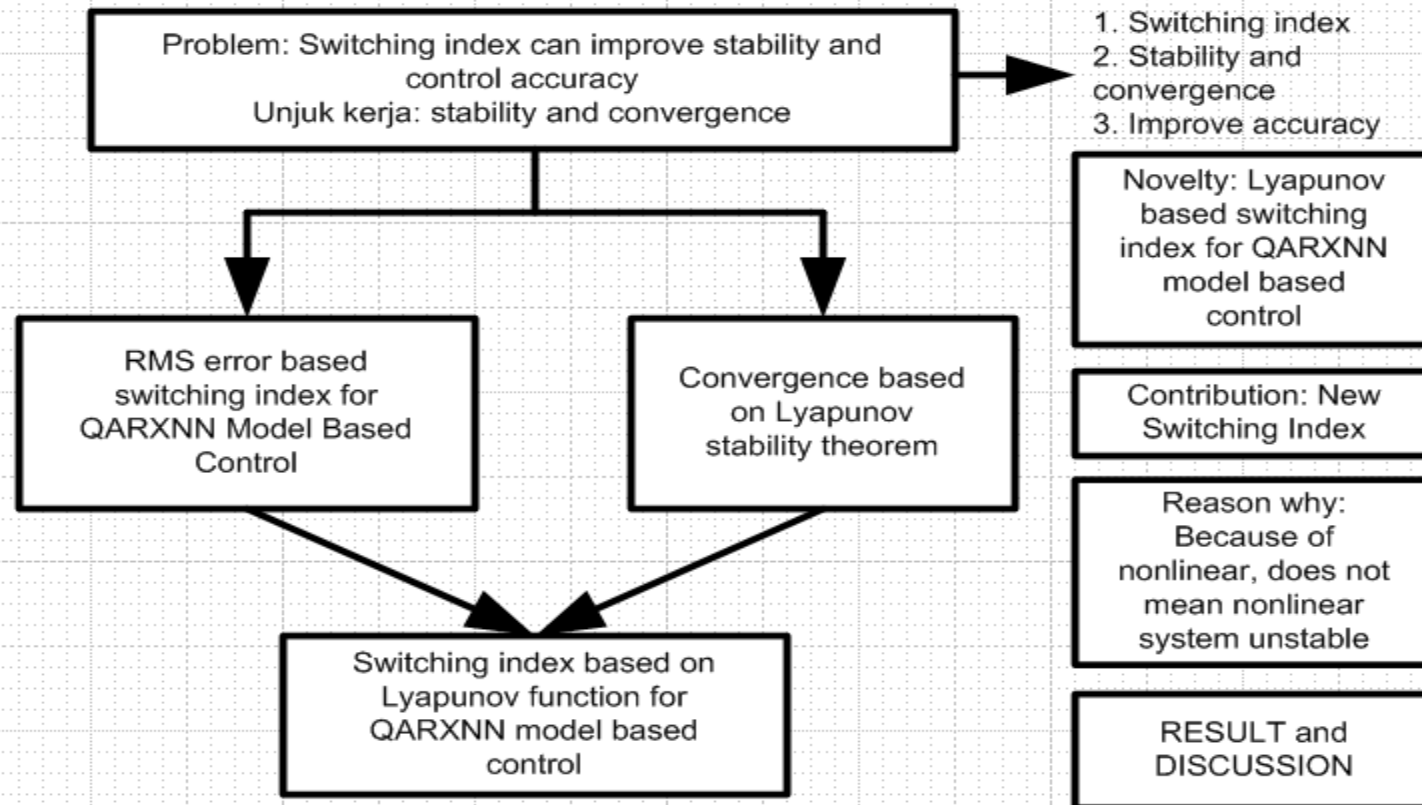 Problem: Switching index can improve stability and
control accuracy
Unjuk kerja: stability and convergence
1. Switching index
2. Stability and
convergence
3. Improve accuracy
RMS error based
switching index for
QARXNN Model Based
Control
Convergence based
on Lyapunov
stability theorem
Switching index based on
Lyapunov function for
QARXNN model based
control
Novelty: Lyapunov
based switching
index for QARXNN
model based
control
Contribution: New
Switching Index
Reason why:
Because of
nonlinear, does not
mean nonlinear
system unstable
RESULT and
DISCUSSION